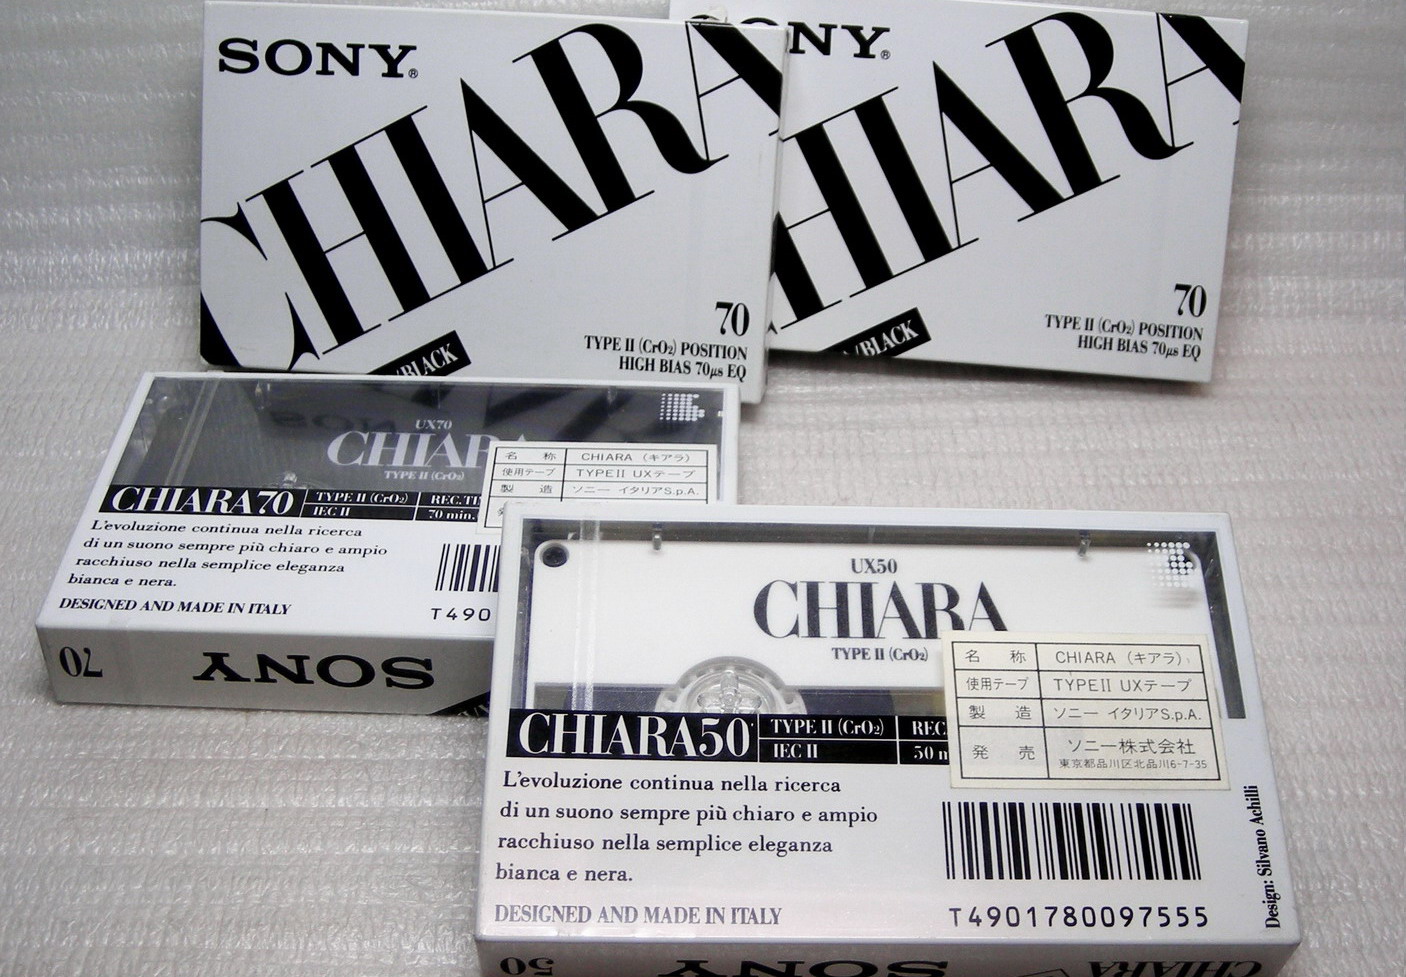 SONY®
CHIARA
/BLACK
70
TYPE II (CrO₂) POSITION
HIGH BIAS 70μs EQ
NY®
HIARA
/BLACK
70
TYPE II (CrO₂) POSITION
HIGH BIAS 70μs EQ
SONY
UX70
CHIARA
TYPE II (CrO₂)
名 称 CHIARA (キアラ)
使用テープ TYPEII UXテープ
製 造 ソニー イタリアS.p.A.
CHIARA70 TYPE II (CrO₂)
IEC II 70 min.
L'evoluzione continua nella ricerca
di un suono sempre più chiaro e ampio
racchiuso nella semplice eleganza
bianca e nera.
DESIGNED AND MADE IN ITALY
T490
70 SONY
UX50
CHIARA
TYPE II (CrO₂)
名 称 CHIARA (キアラ)
使用テープ TYPEII UXテープ
製 造 ソニー イタリアS.p.A.
発 売 ソニー株式会社
東京都品川区北品川6-7-35
CHIARA50 TYPE II (CrO₂) REC
IEC II 50 m
L'evoluzione continua nella ricerca
di un suono sempre più chiaro e ampio
racchiuso nella semplice eleganza
bianca e nera.
DESIGNED AND MADE IN ITALY
T4901780097555
Design: Silvano Achilli
50 SONY CHIARA